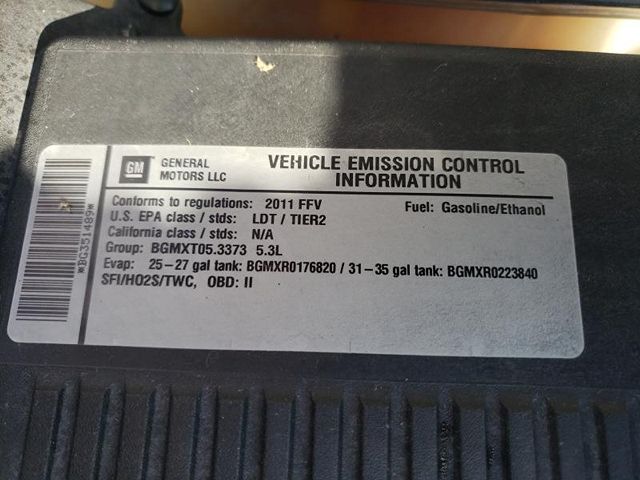 GM GENERAL MOTORS LLC
VEHICLE EMISSION CONTROL INFORMATION
Conforms to regulations: 2011 FFV Fuel: Gasoline/Ethanol
U.S. EPA class / stds: LDT / TIER2
California class / stds: N/A
Group: BGMXT05.3373 5.3L
Evap: 25-27 gal tank: BGMXR0176820 / 31-35 gal tank: BGMXR0223840
SFI/HO2S/TWC, OBD: II
*BG351489*